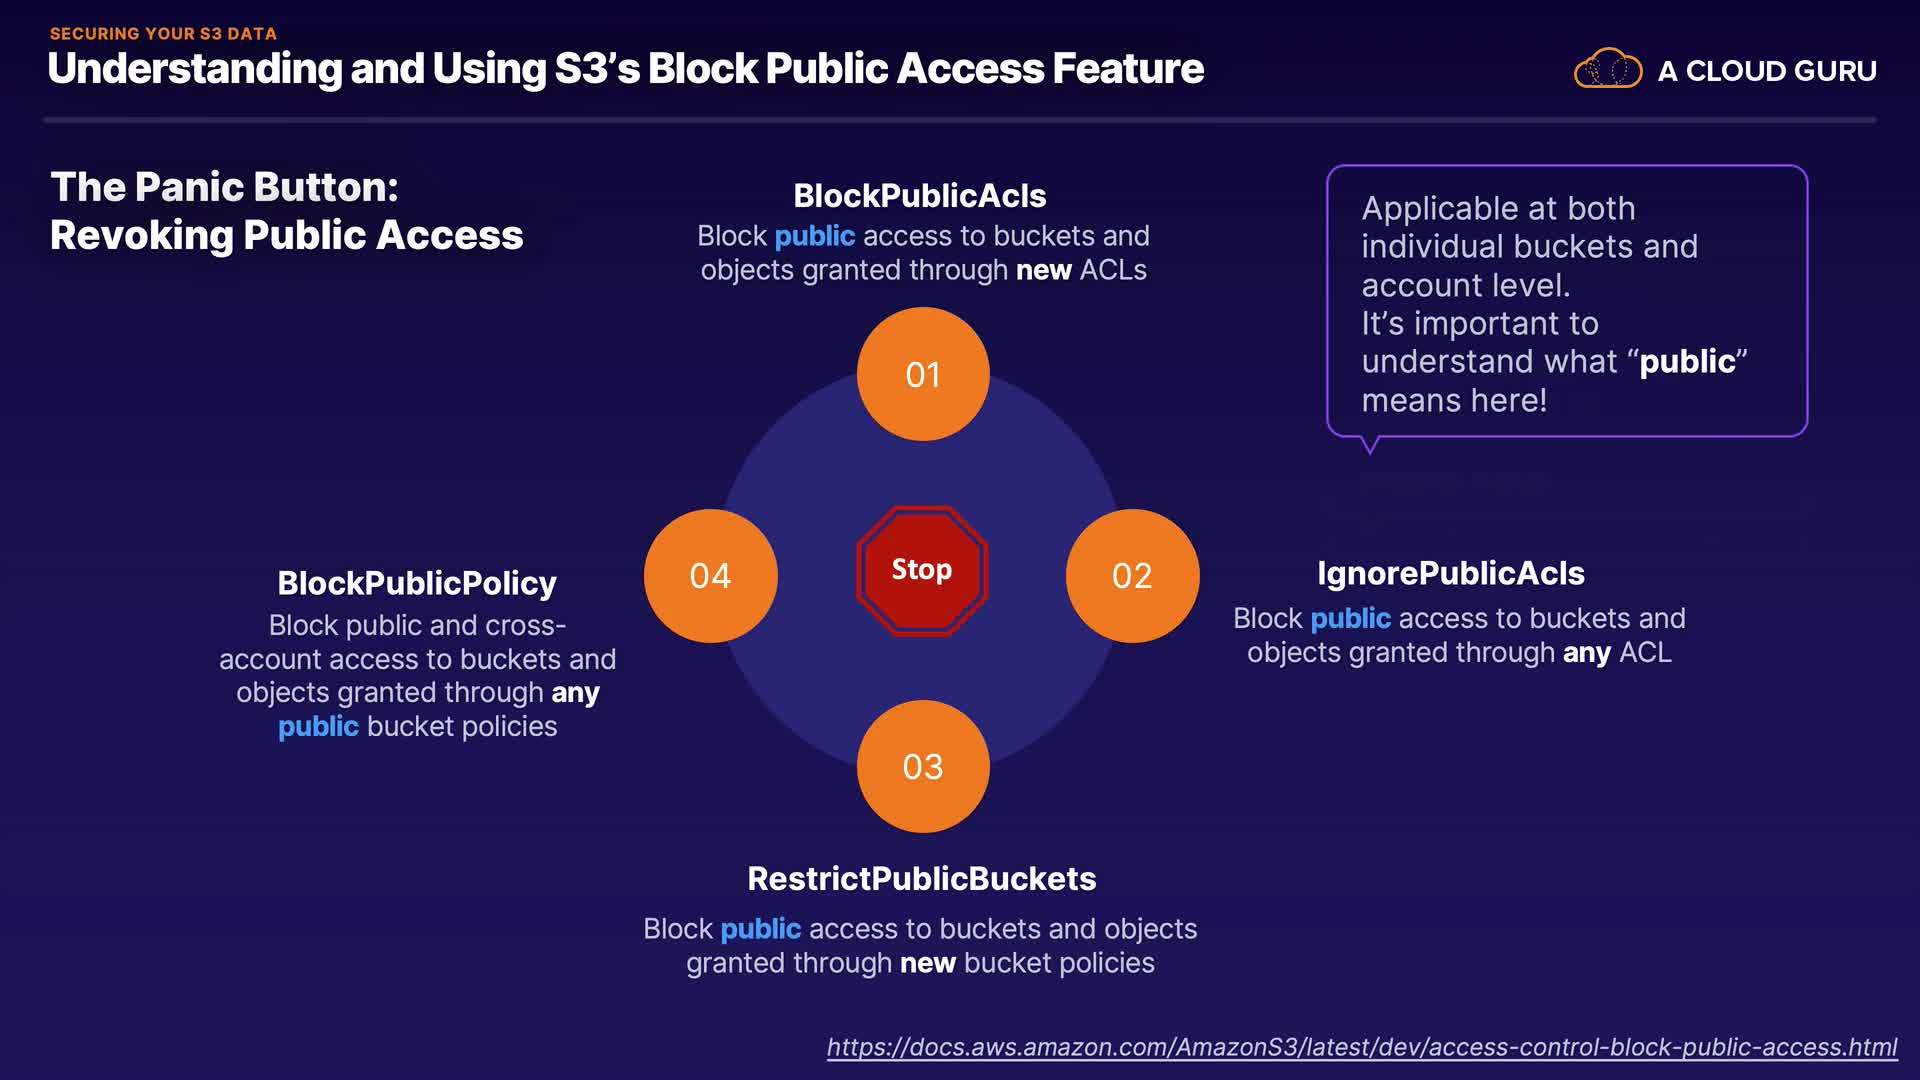 SECURING YOUR S3 DATA
Understanding and Using S3’s Block Public Access Feature
A CLOUD GURU
The Panic Button:
Revoking Public Access
BlockPublicAcls
Block public access to buckets and
objects granted through new ACLs
Applicable at both
individual buckets and
account level.
It’s important to
understand what “public”
means here!
01
Stop
04
02
03
IgnorePublicAcls
Block public access to buckets and
objects granted through any ACL
BlockPublicPolicy
Block public and cross-
account access to buckets and
objects granted through any
public bucket policies
RestrictPublicBuckets
Block public access to buckets and objects
granted through new bucket policies
https://docs.aws.amazon.com/AmazonS3/latest/dev/access-control-block-public-access.html